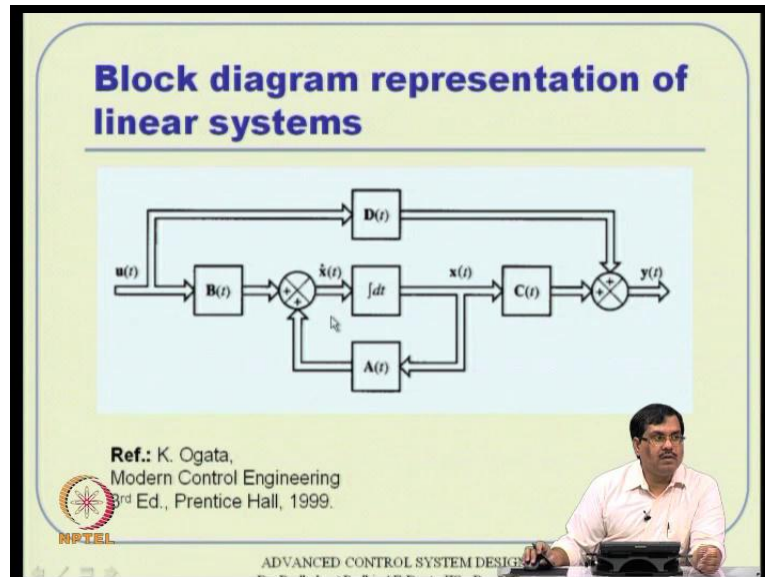 Block diagram representation of
linear systems
D(t)
u(t)
B(t)
ẋ(t)
∫dt
x(t)
C(t)
y(t)
A(t)
Ref.: K. Ogata,
Modern Control Engineering
3rd Ed., Prentice Hall, 1999.
NPTEL
ADVANCED CONTROL SYSTEM DESIGN